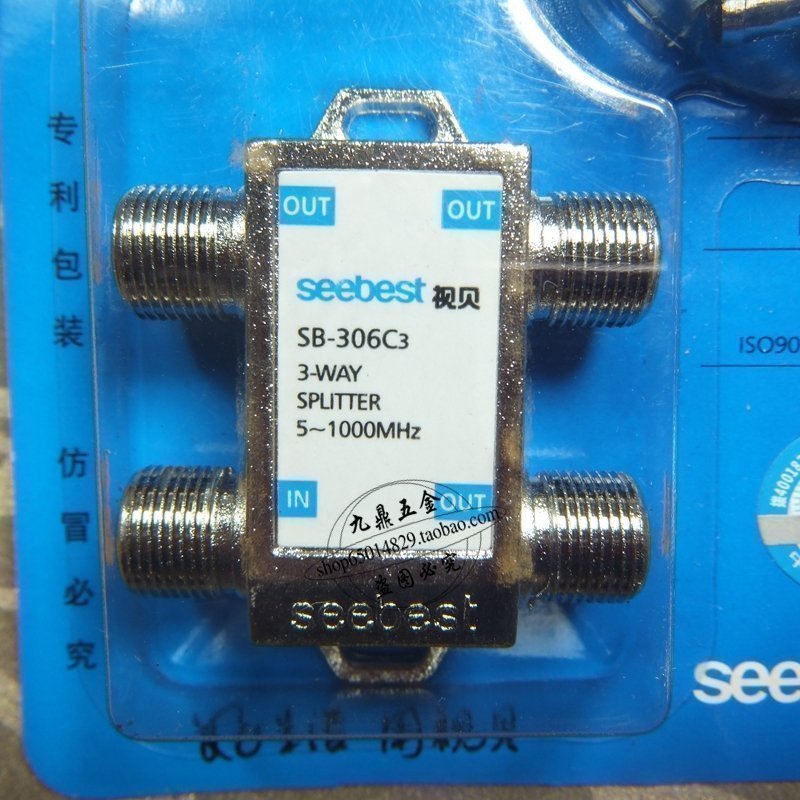 专利包装
仿冒必究
OUT
OUT
seebest 视贝
SB-306C3
3-WAY
SPLITTER
5~1000MHz
IN
OUT
九鼎五金
shop65014829.taobao.com
盗图必究
seebest
ISO90
see